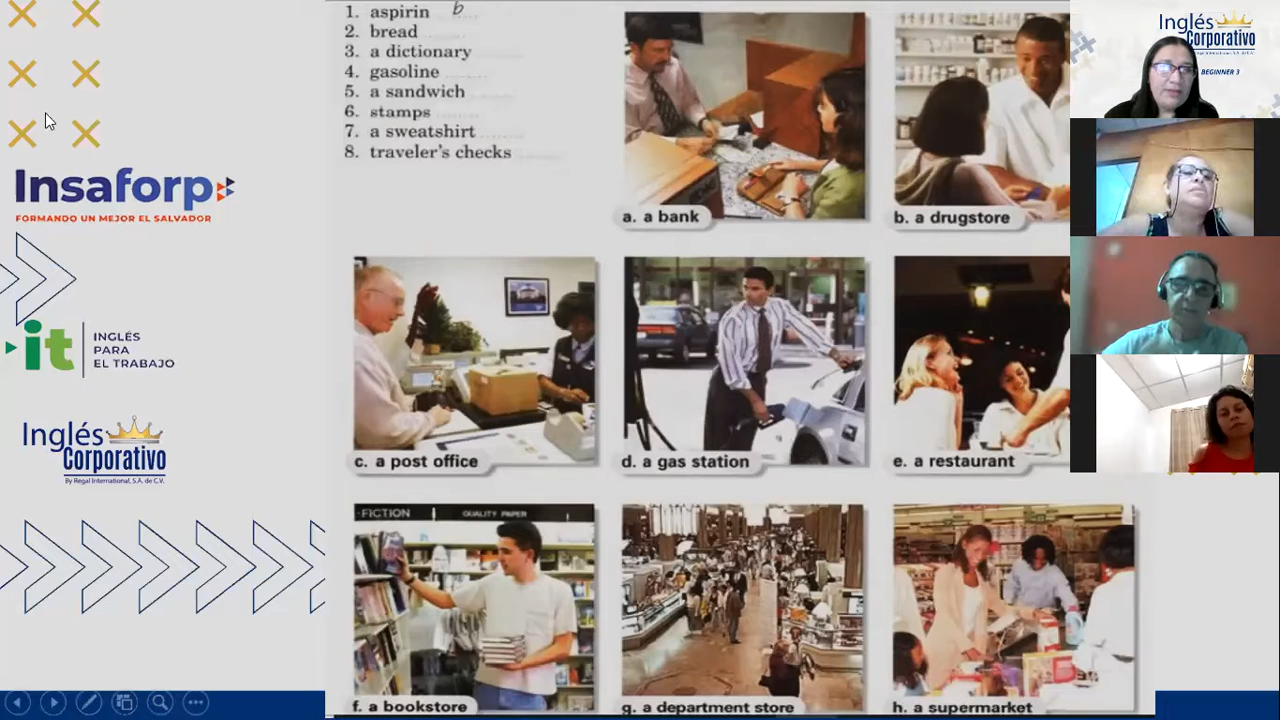 1. aspirin b
2. bread
3. a dictionary
4. gasoline
5. a sandwich
6. stamps
7. a sweatshirt
8. traveler's checks
a. a bank
b. a drugstore
c. a post office
d. a gas station
e. a restaurant
FICTION QUALITY PAPER
f. a bookstore
g. a department store
h. a supermarket
Insaforp
FORMANDO UN MEJOR EL SALVADOR
it INGLÉS
PARA
EL TRABAJO
Inglés
Corporativo
By Regal International, S.A. de C.V.
Inglés
Corporativo
BEGINNER 3